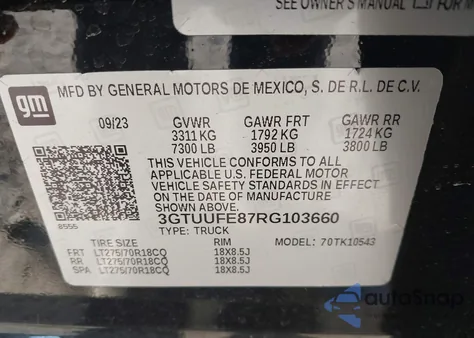 SEE OWNER'S MANUAL
gm
MFD BY GENERAL MOTORS DE MEXICO, S. DE R.L. DE C.V.
09/23 GVWR GAWR FRT GAWR RR
3311 KG 1792 KG 1724 KG
7300 LB 3950 LB 3800 LB
THIS VEHICLE CONFORMS TO ALL
APPLICABLE U.S. FEDERAL MOTOR
VEHICLE SAFETY STANDARDS IN EFFECT
ON THE DATE OF MANUFACTURE
SHOWN ABOVE.
8555 3GTUUFE87RG103660
TYPE: TRUCK
TIRE SIZE RIM MODEL: 70TK10543
FRT LT275/70R18CQ 18X8.5J
RR LT275/70R18CQ 18X8.5J
SPA LT275/70R18CQ 18X8.5J
autoSnap